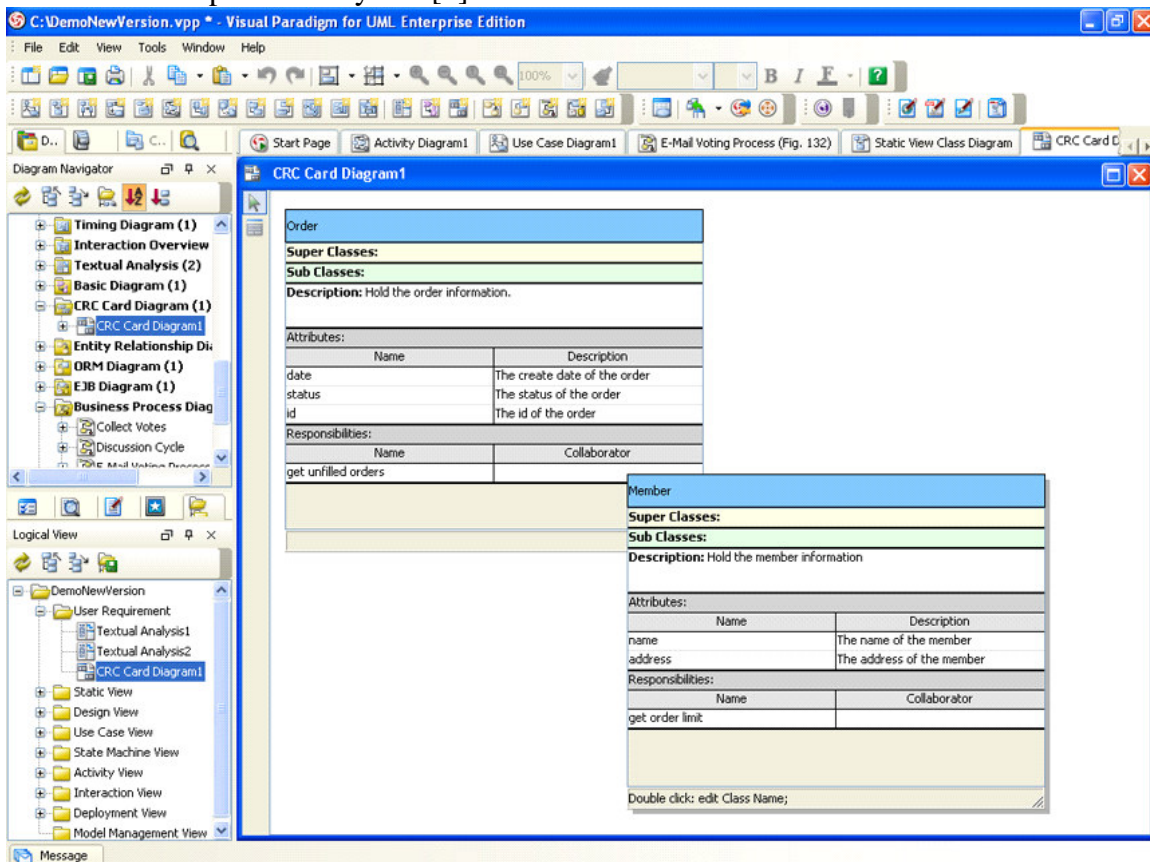 C:\DemoNewVersion.vpp * - Visual Paradigm for UML Enterprise Edition
File Edit View Tools Window Help
100% B I F
D.. C..
Start Page Activity Diagram1 Use Case Diagram1 E-Mail Voting Process (Fig. 132) Static View Class Diagram CRC Card D
Diagram Navigator
Timing Diagram (1)
Interaction Overview
Textual Analysis (2)
Basic Diagram (1)
CRC Card Diagram (1)
CRC Card Diagram1
Entity Relationship Dia
ORM Diagram (1)
EJB Diagram (1)
Business Process Diag
Collect Votes
Discussion Cycle
E-Mail Voting Process
Logical View
DemoNewVersion
User Requirement
Textual Analysis1
Textual Analysis2
CRC Card Diagram1
Static View
Design View
Use Case View
State Machine View
Activity View
Interaction View
Deployment View
Model Management View
Message
CRC Card Diagram1
Order
Super Classes:
Sub Classes:
Description: Hold the order information.
Attributes:
Name Description
date The create date of the order
status The status of the order
id The id of the order
Responsibilities:
Name Collaborator
get unfilled orders
Member
Super Classes:
Sub Classes:
Description: Hold the member information
Attributes:
Name Description
name The name of the member
address The address of the member
Responsibilities:
Name Collaborator
get order limit
Double click: edit Class Name;